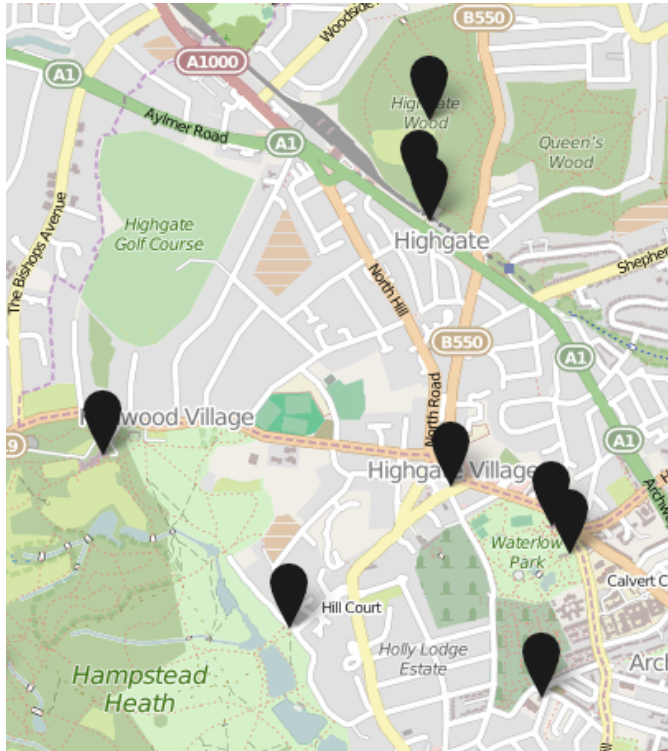 B550
Woodside
A1000
A1
Highgate
Wood
Aylmer Road
A1
Queen's
Wood
The Bishops Avenue
Highgate
Golf Course
Highgate
North Hill
Shepher
B550
A1
North Road
wood Village
A1
9
Highgate Village
Archw
H
Waterlow
Park
Calvert C
Hill Court
Holly Lodge
Estate
Arch
Hampstead
Heath
ill